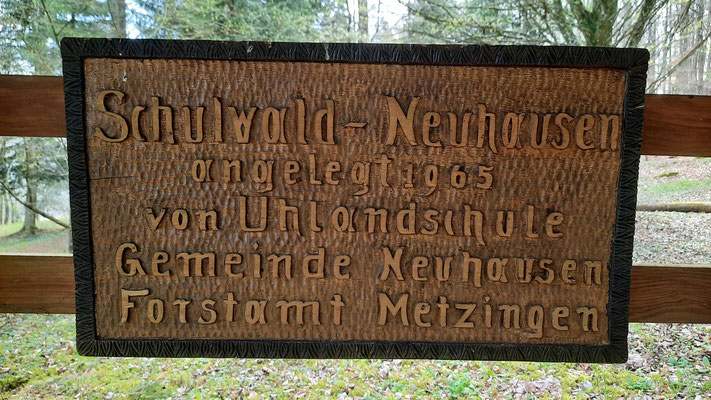 Schulwald - Neuhausen
angelegt 1965
von Uhlandschule
Gemeinde Neuhausen
Forstamt Metzingen